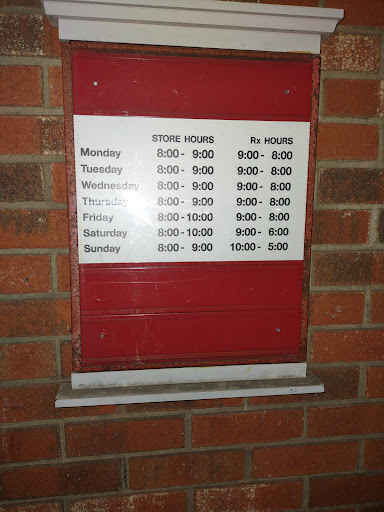 STORE HOURS Rx HOURS
Monday 8:00- 9:00 9:00- 8:00
Tuesday 8:00- 9:00 9:00- 8:00
Wednesday 8:00- 9:00 9:00- 8:00
Thursday 8:00- 9:00 9:00- 8:00
Friday 8:00-10:00 9:00- 8:00
Saturday 8:00-10:00 9:00- 6:00
Sunday 8:00- 9:00 10:00- 5:00